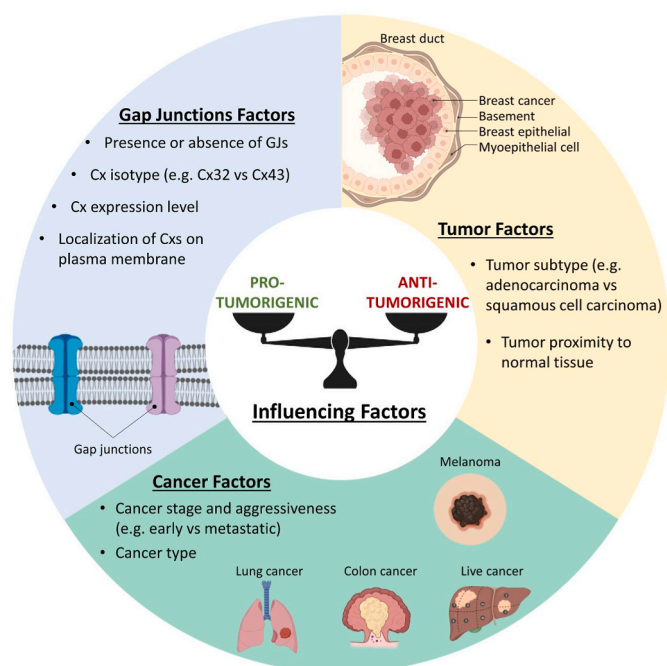 Gap Junctions Factors
• Presence or absence of GJs
• Cx isotype (e.g. Cx32 vs Cx43)
• Cx expression level
• Localization of Cxs on
plasma membrane
Gap junctions
Breast duct
Breast cancer
Basement
Breast epithelial
Myoepithelial cell
Tumor Factors
• Tumor subtype (e.g.
adenocarcinoma vs
squamous cell carcinoma)
• Tumor proximity to
normal tissue
PRO-
TUMORIGENIC
ANTI-
TUMORIGENIC
Influencing Factors
Cancer Factors
• Cancer stage and aggressiveness
(e.g. early vs metastatic)
• Cancer type
Melanoma
Lung cancer
Colon cancer
Live cancer